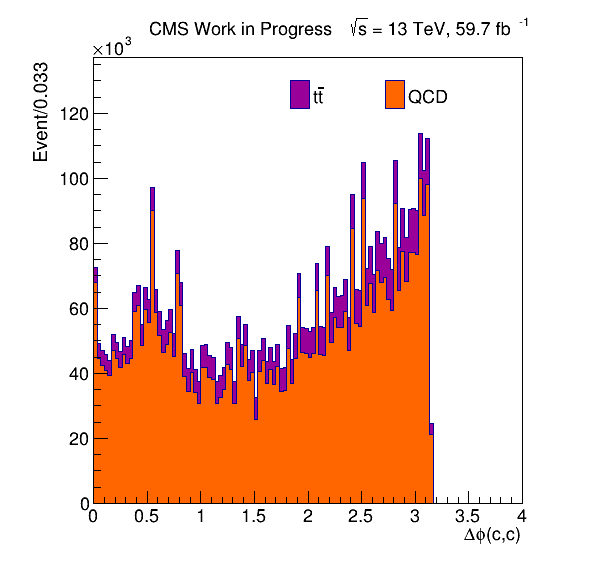 CMS Work in Progress √s = 13 TeV, 59.7 fb⁻¹
×10³
Event/0.033
tt̄
QCD
120
100
80
60
40
20
0
0 0.5 1 1.5 2 2.5 3 3.5 4
Δϕ(c,c)